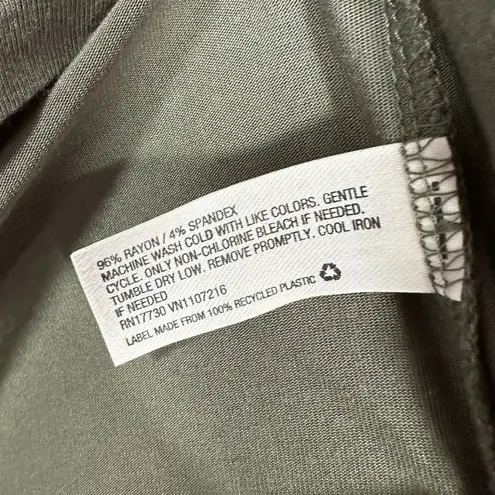 96% RAYON / 4% SPANDEX
MACHINE WASH COLD WITH LIKE COLORS. GENTLE
CYCLE. ONLY NON-CHLORINE BLEACH IF NEEDED.
TUMBLE DRY LOW. REMOVE PROMPTLY. COOL IRON
IF NEEDED
RN17730 VN1107216
LABEL MADE FROM 100% RECYCLED PLASTIC